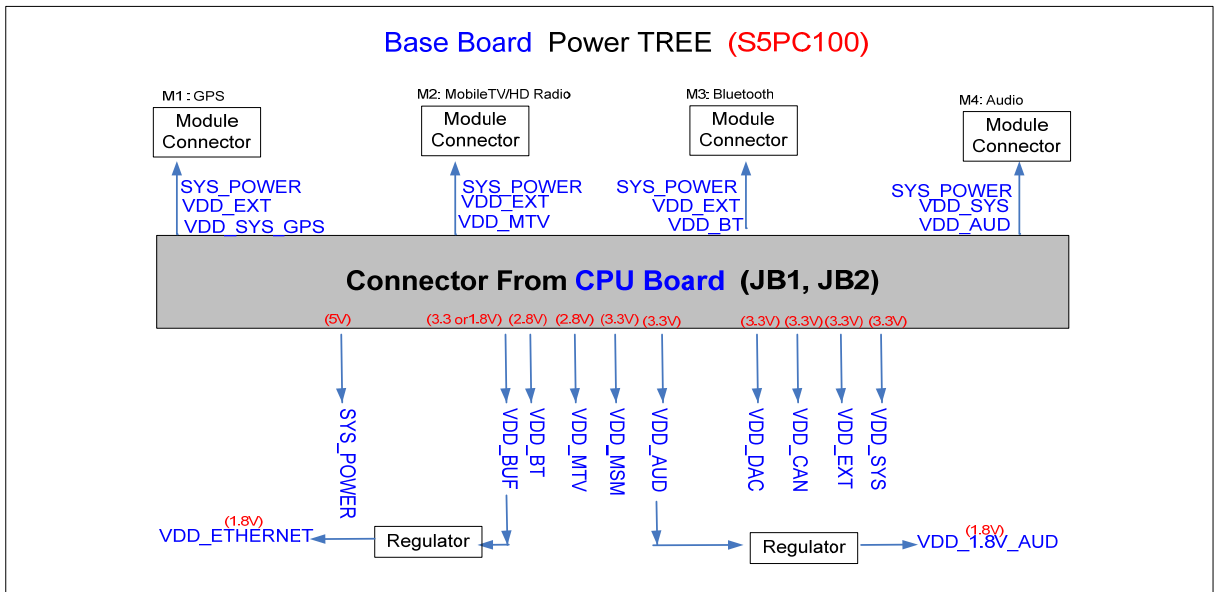 Base Board Power TREE (S5PC100)
M1 : GPS
Module
Connector
M2: MobileTV/HD Radio
Module
Connector
M3: Bluetooth
Module
Connector
M4: Audio
Module
Connector
SYS_POWER
VDD_EXT
VDD_SYS_GPS
SYS_POWER
VDD_EXT
VDD_MTV
SYS_POWER
VDD_EXT
VDD_BT
SYS_POWER
VDD_SYS
VDD_AUD
Connector From CPU Board (JB1, JB2)
(5V)
(3.3 or1.8V)
(2.8V)
(2.8V)
(3.3V)
(3.3V)
(3.3V)
(3.3V)
(3.3V)
(3.3V)
SYS_POWER
VDD_BUF
VDD_BT
VDD_MTV
VDD_MSM
VDD_AUD
VDD_DAC
VDD_CAN
VDD_EXT
VDD_SYS
(1.8V)
VDD_ETHERNET
Regulator
Regulator
(1.8V)
VDD_1.8V_AUD